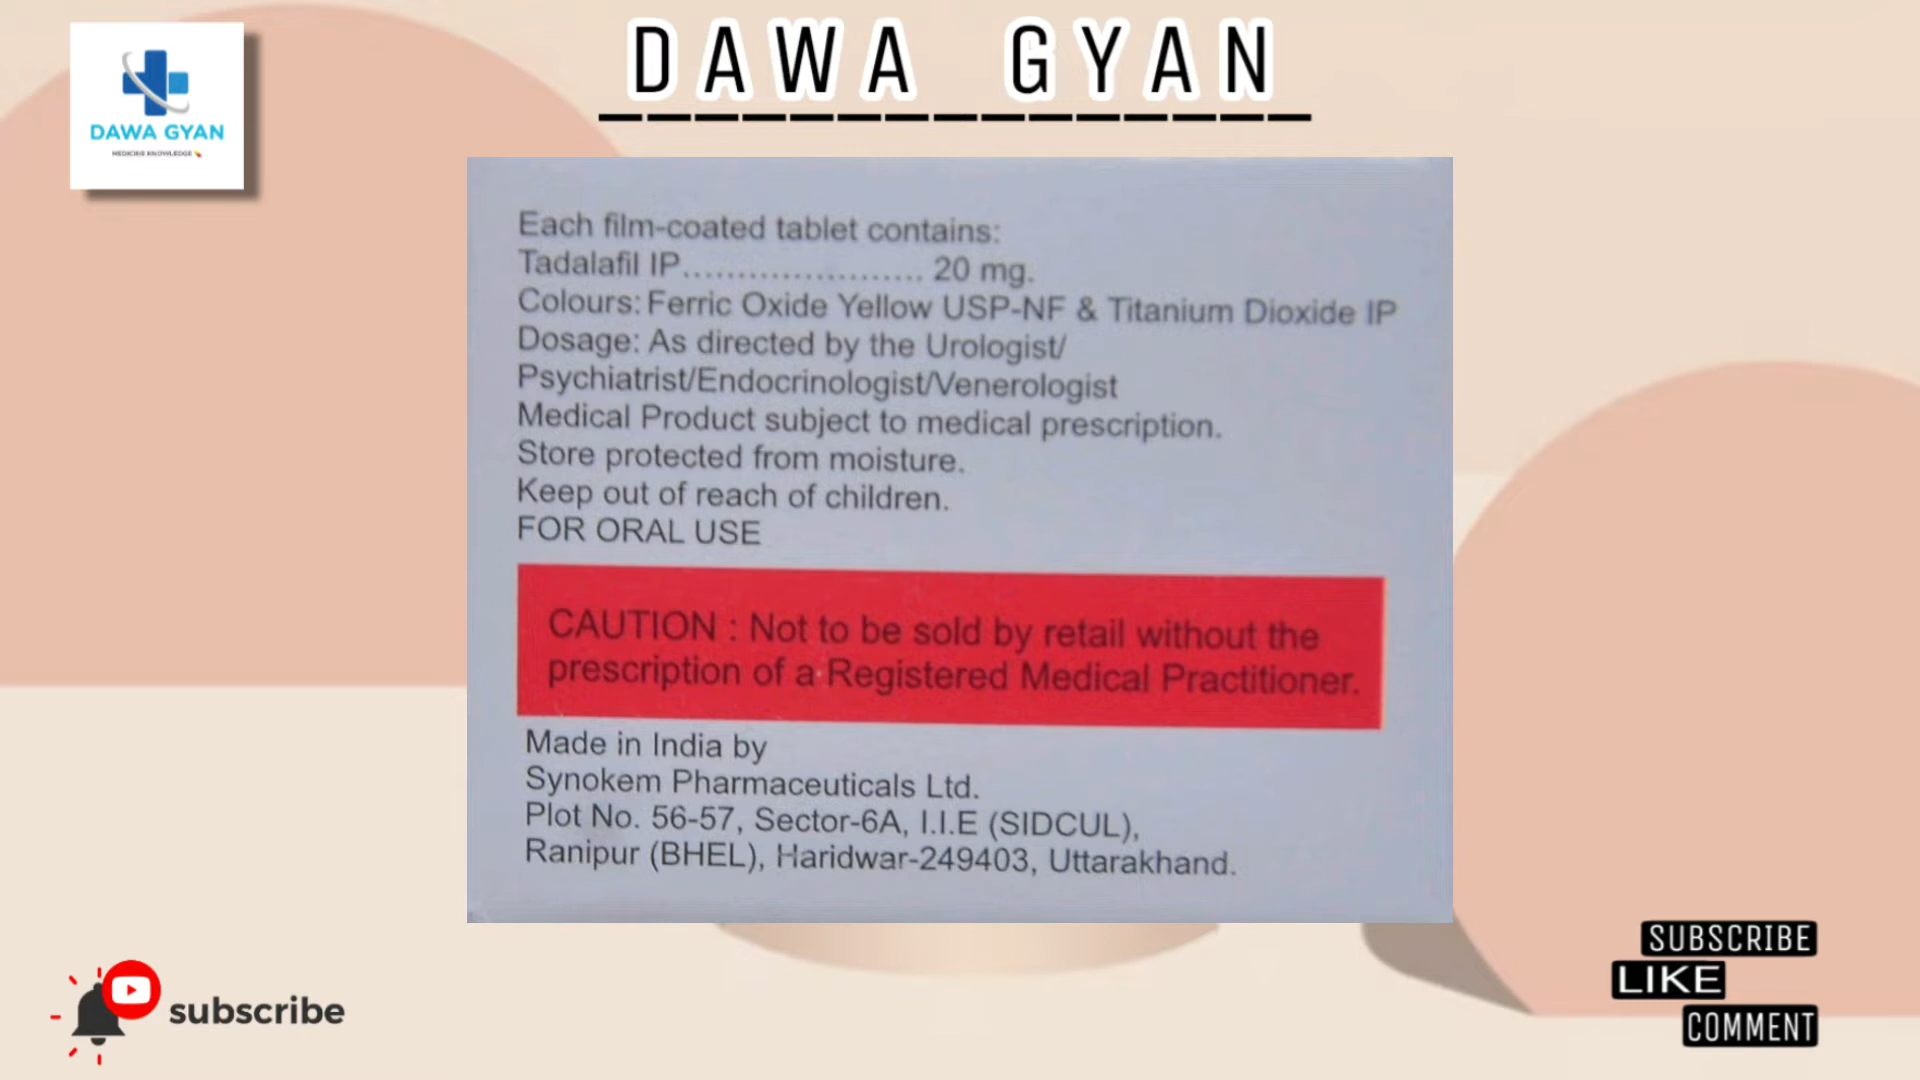 DAWA GYAN
DAWA GYAN
MEDICINE KNOWLEDGE
Each film-coated tablet contains:
Tadalafil IP...................... 20 mg.
Colours: Ferric Oxide Yellow USP-NF & Titanium Dioxide IP
Dosage: As directed by the Urologist/
Psychiatrist/Endocrinologist/Venerologist
Medical Product subject to medical prescription.
Store protected from moisture.
Keep out of reach of children.
FOR ORAL USE
CAUTION : Not to be sold by retail without the
prescription of a Registered Medical Practitioner.
Made in India by
Synokem Pharmaceuticals Ltd.
Plot No. 56-57, Sector-6A, I.I.E (SIDCUL),
Ranipur (BHEL), Haridwar-249403, Uttarakhand.
subscribe
SUBSCRIBE
LIKE
COMMENT